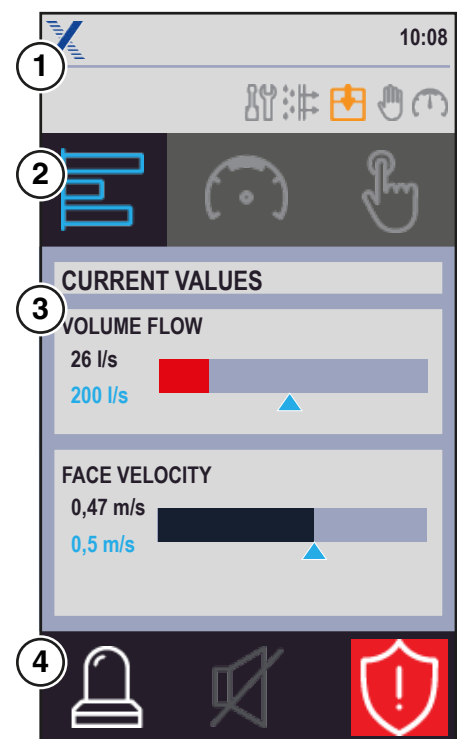 10:08
1
2
CURRENT VALUES
3
VOLUME FLOW
26 l/s
200 l/s
FACE VELOCITY
0,47 m/s
0,5 m/s
4